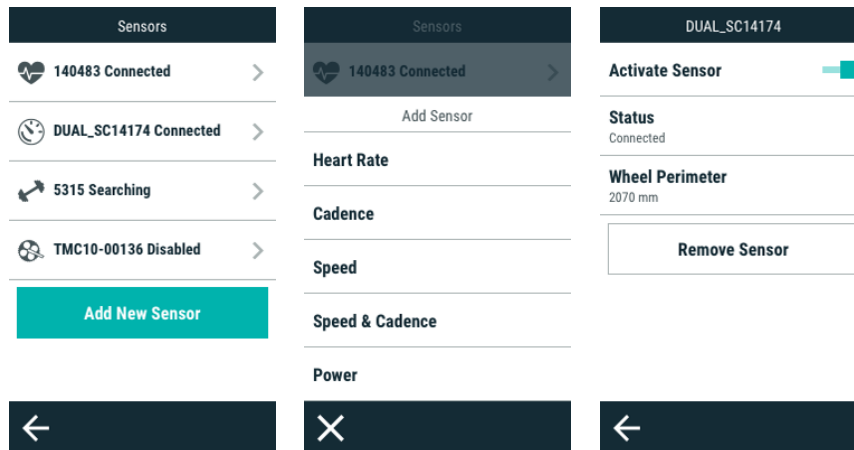 Sensors
140483 Connected
DUAL_SC14174 Connected
5315 Searching
TMC10-00136 Disabled
Add New Sensor
Sensors
140483 Connected
Add Sensor
Heart Rate
Cadence
Speed
Speed & Cadence
Power
DUAL_SC14174
Activate Sensor
Status
Connected
Wheel Perimeter
2070 mm
Remove Sensor